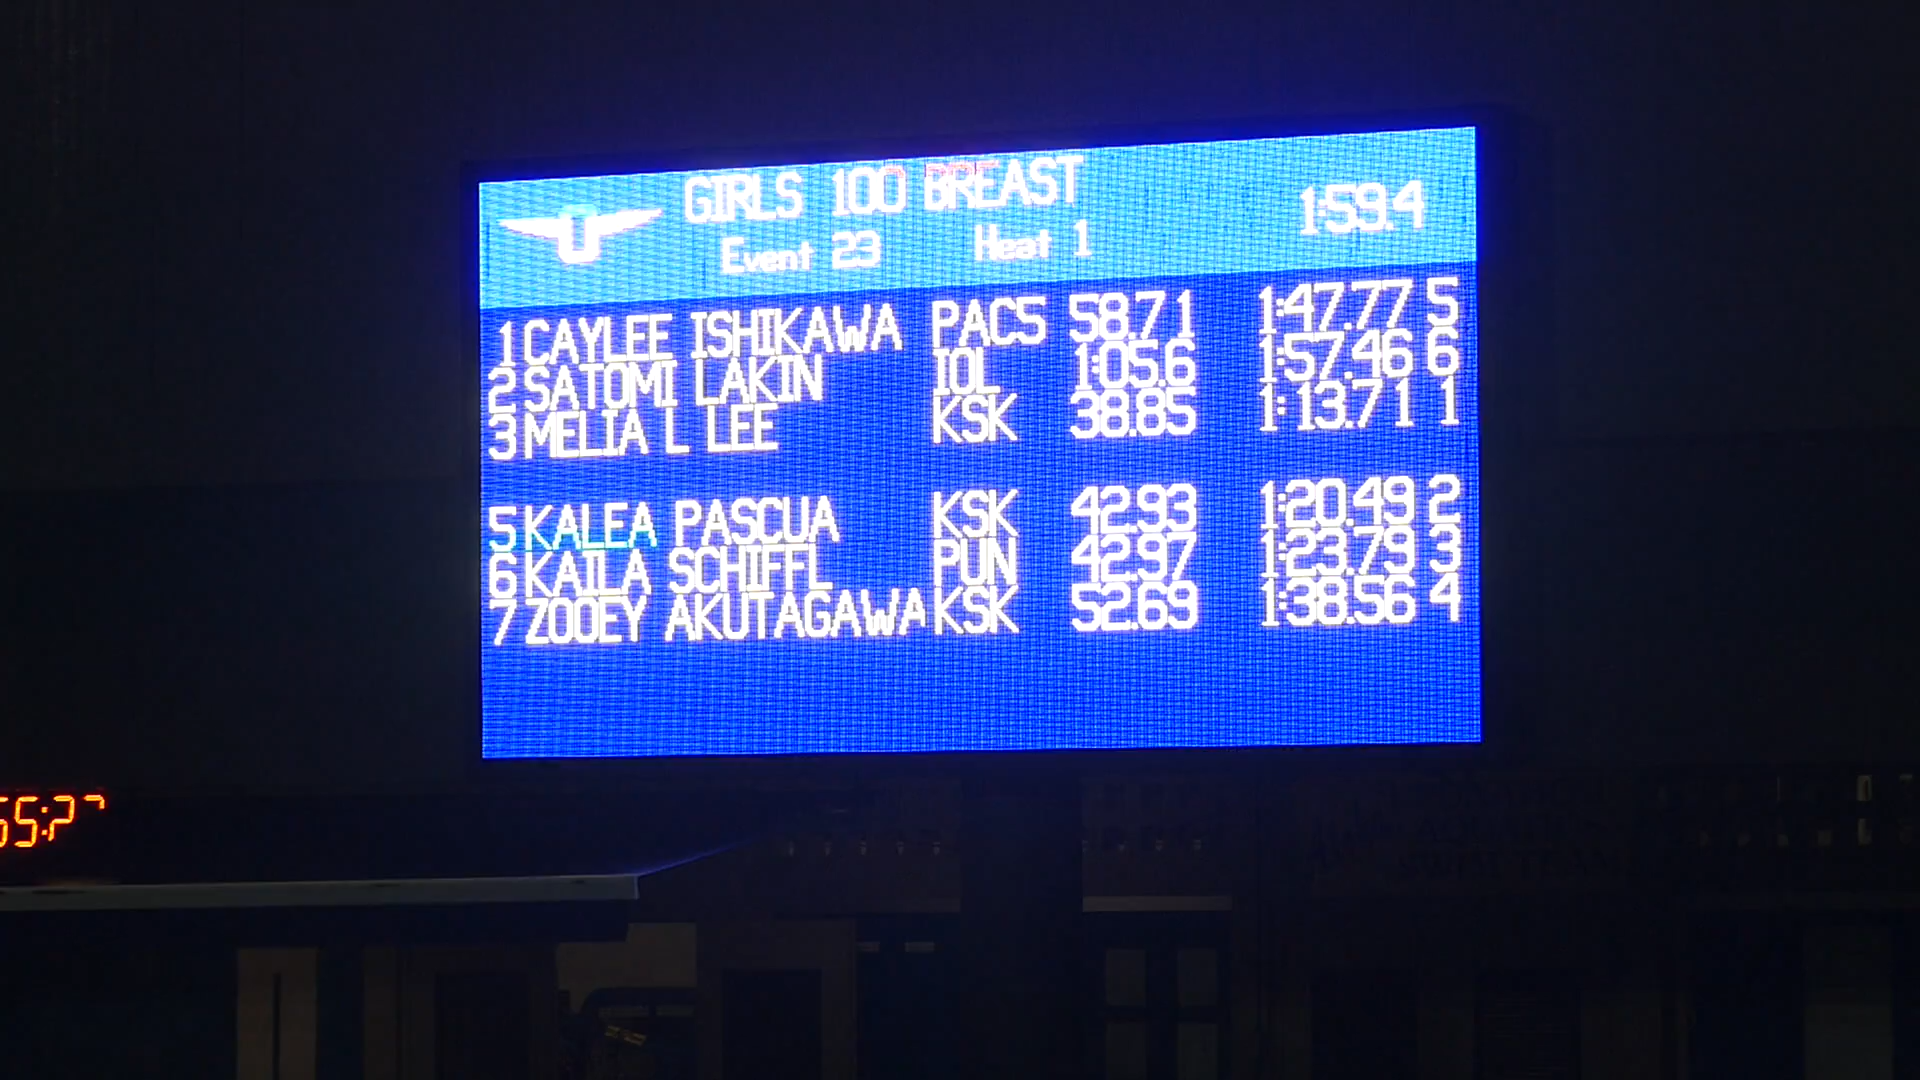 GIRLS 100 BREAST
Event 23 Heat 1 1:59.4
1 CAYLEE ISHIKAWA PACS 58.71 1:47.77 5
2 SATOMI LAKIN IOL 1:05.6 1:57.46 6
3 MELIA L LEE KSK 38.85 1:13.71 1
5 KALEA PASCUA KSK 42.93 1:20.49 2
6 KAILA SCHIFFL PUN 42.97 1:23.79 3
7 ZOOEY AKUTAGAWA KSK 52.69 1:38.56 4